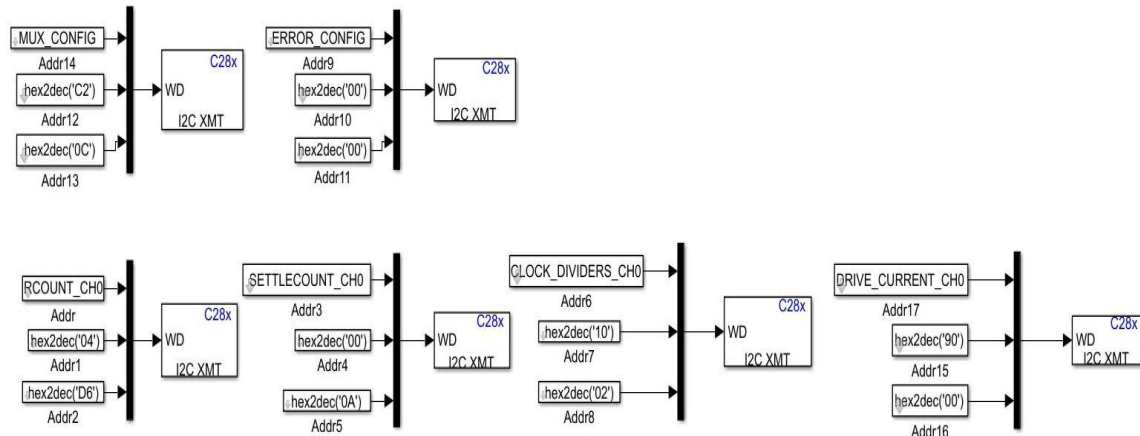 MUX_CONFIG
Addr14
hex2dec('C2')
Addr12
hex2dec('0C')
Addr13
C28x
WD
I2C XMT
ERROR_CONFIG
Addr9
hex2dec('00')
Addr10
hex2dec('00')
Addr11
C28x
WD
I2C XMT
RCOUNT_CH0
Addr
hex2dec('04')
Addr1
hex2dec('D6')
Addr2
C28x
WD
I2C XMT
SETTLECOUNT_CH0
Addr3
hex2dec('00')
Addr4
hex2dec('0A')
Addr5
C28x
WD
I2C XMT
CLOCK_DIVIDERS_CH0
Addr6
hex2dec('10')
Addr7
hex2dec('02')
Addr8
C28x
WD
I2C XMT
DRIVE_CURRENT_CH0
Addr17
hex2dec('90')
Addr15
hex2dec('00')
Addr16
C28x
WD
I2C XMT